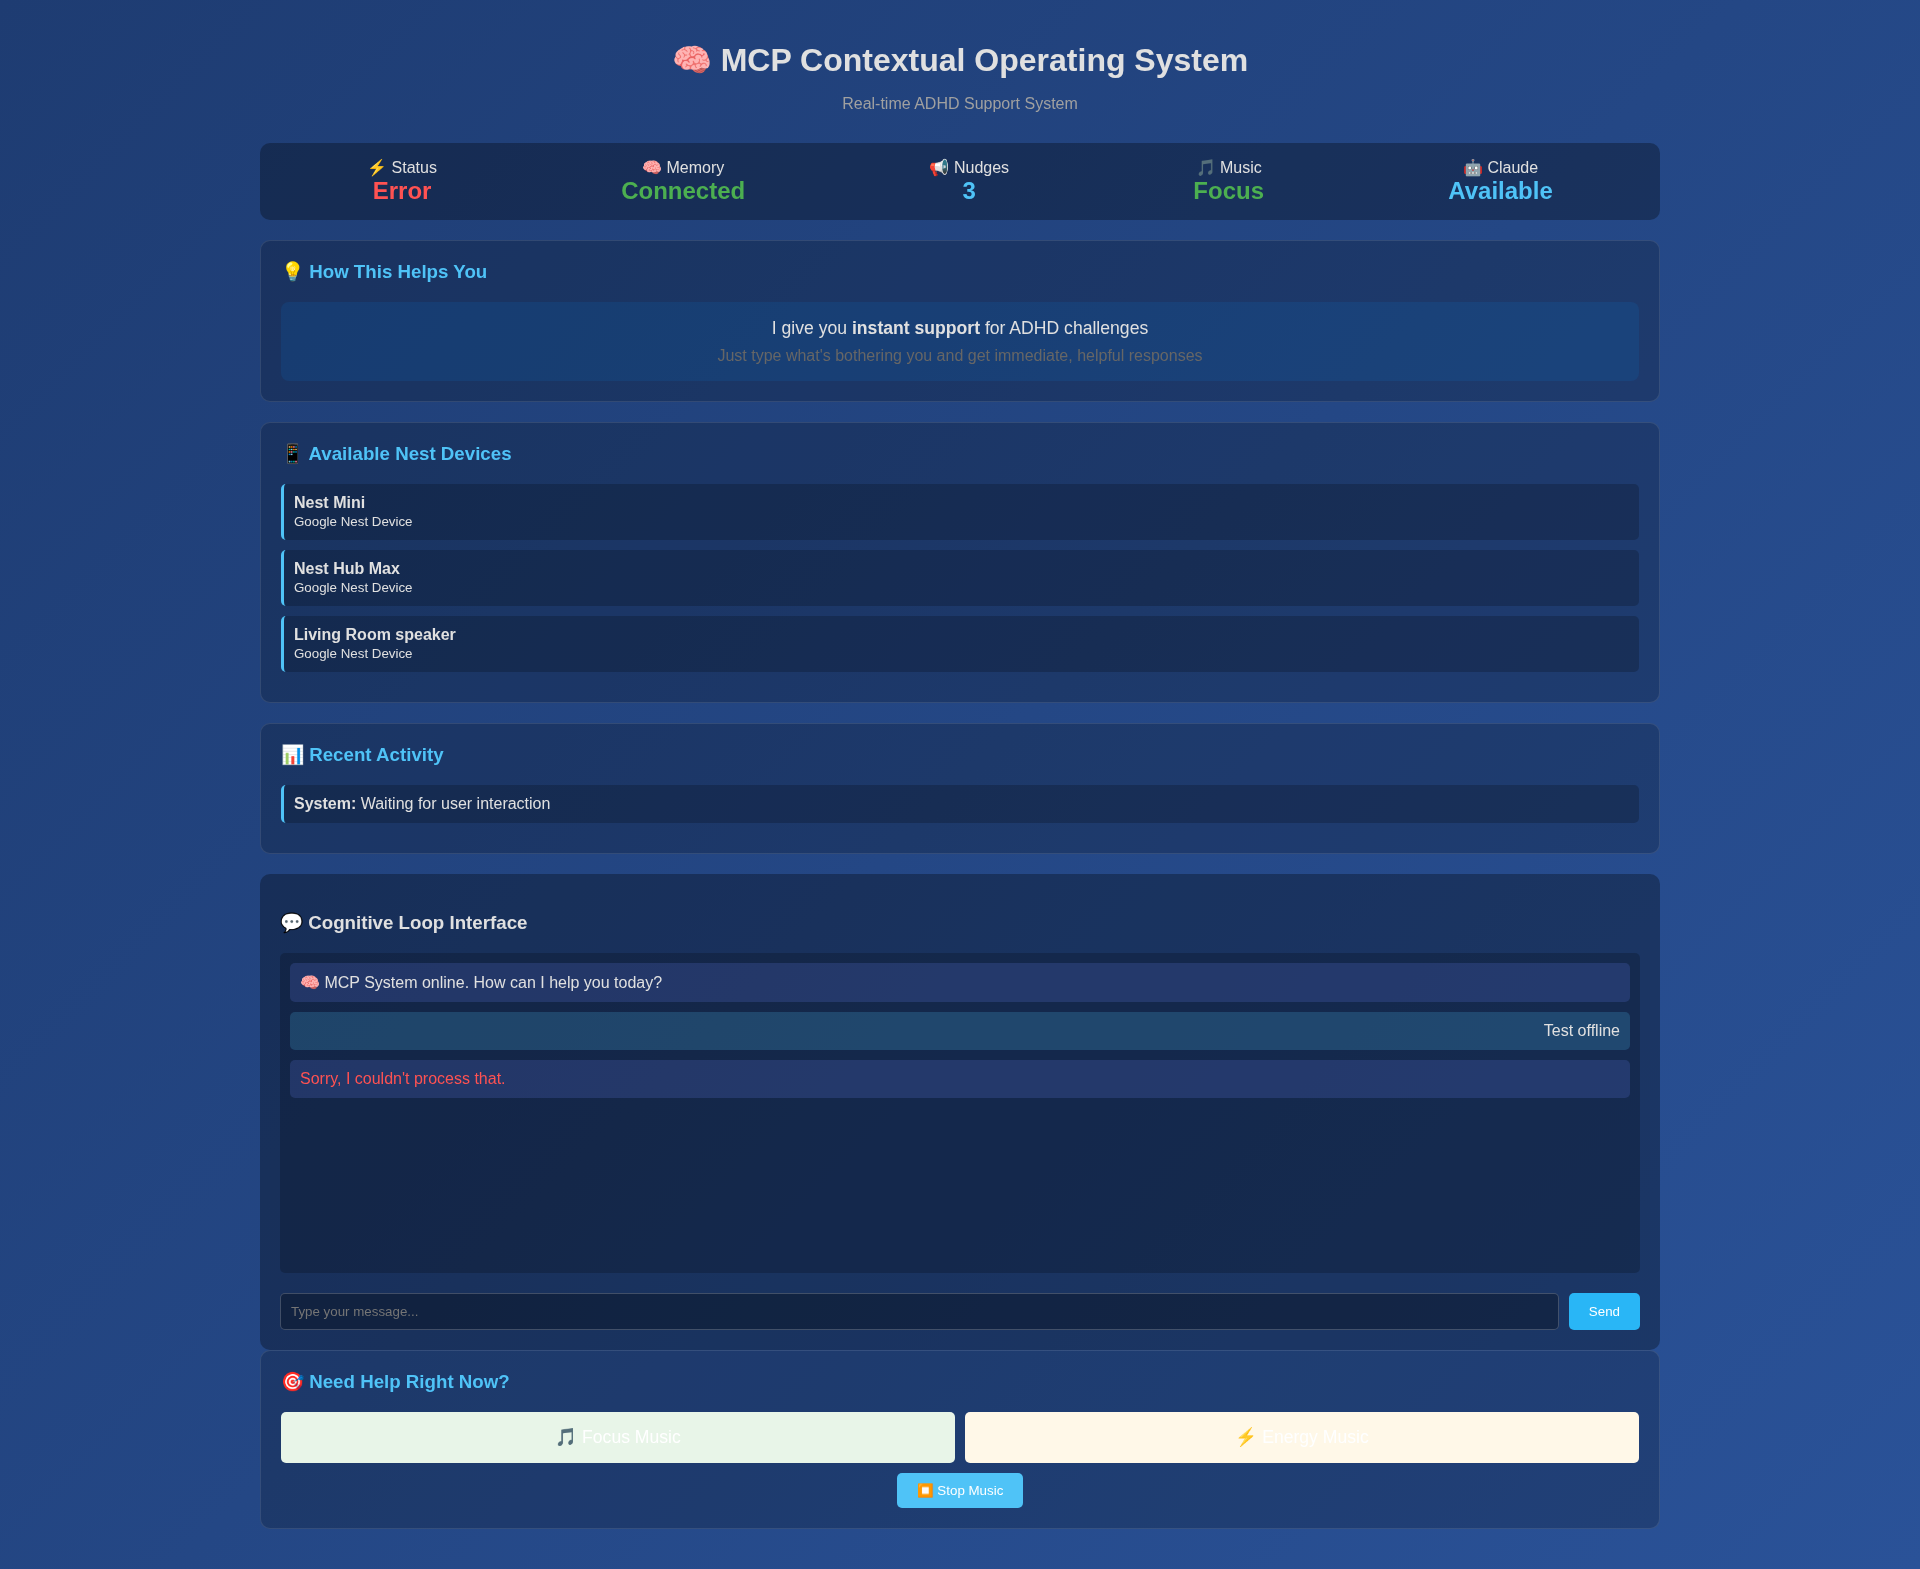 🧠 MCP Contextual Operating System
Real-time ADHD Support System
⚡ Status
Error
🧠 Memory
Connected
📢 Nudges
3
🎵 Music
Focus
🤖 Claude
Available
💡 How This Helps You
I give you instant support for ADHD challenges
Just type what's bothering you and get immediate, helpful responses
📱 Available Nest Devices
Nest Mini
Google Nest Device
Nest Hub Max
Google Nest Device
Living Room speaker
Google Nest Device
📊 Recent Activity
System: Waiting for user interaction
💬 Cognitive Loop Interface
🧠 MCP System online. How can I help you today?
Test offline
Sorry, I couldn't process that.
Type your message...
Send
🎯 Need Help Right Now?
🎵 Focus Music
⚡ Energy Music
⏹️ Stop Music